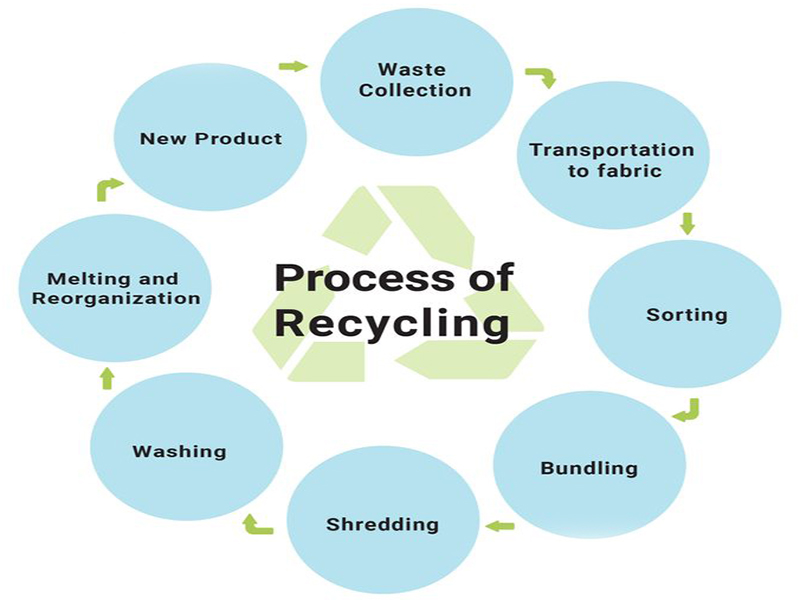 Process of
Recycling
Waste
Collection
Transportation
to fabric
Sorting
Bundling
Shredding
Washing
Melting and
Reorganization
New Product